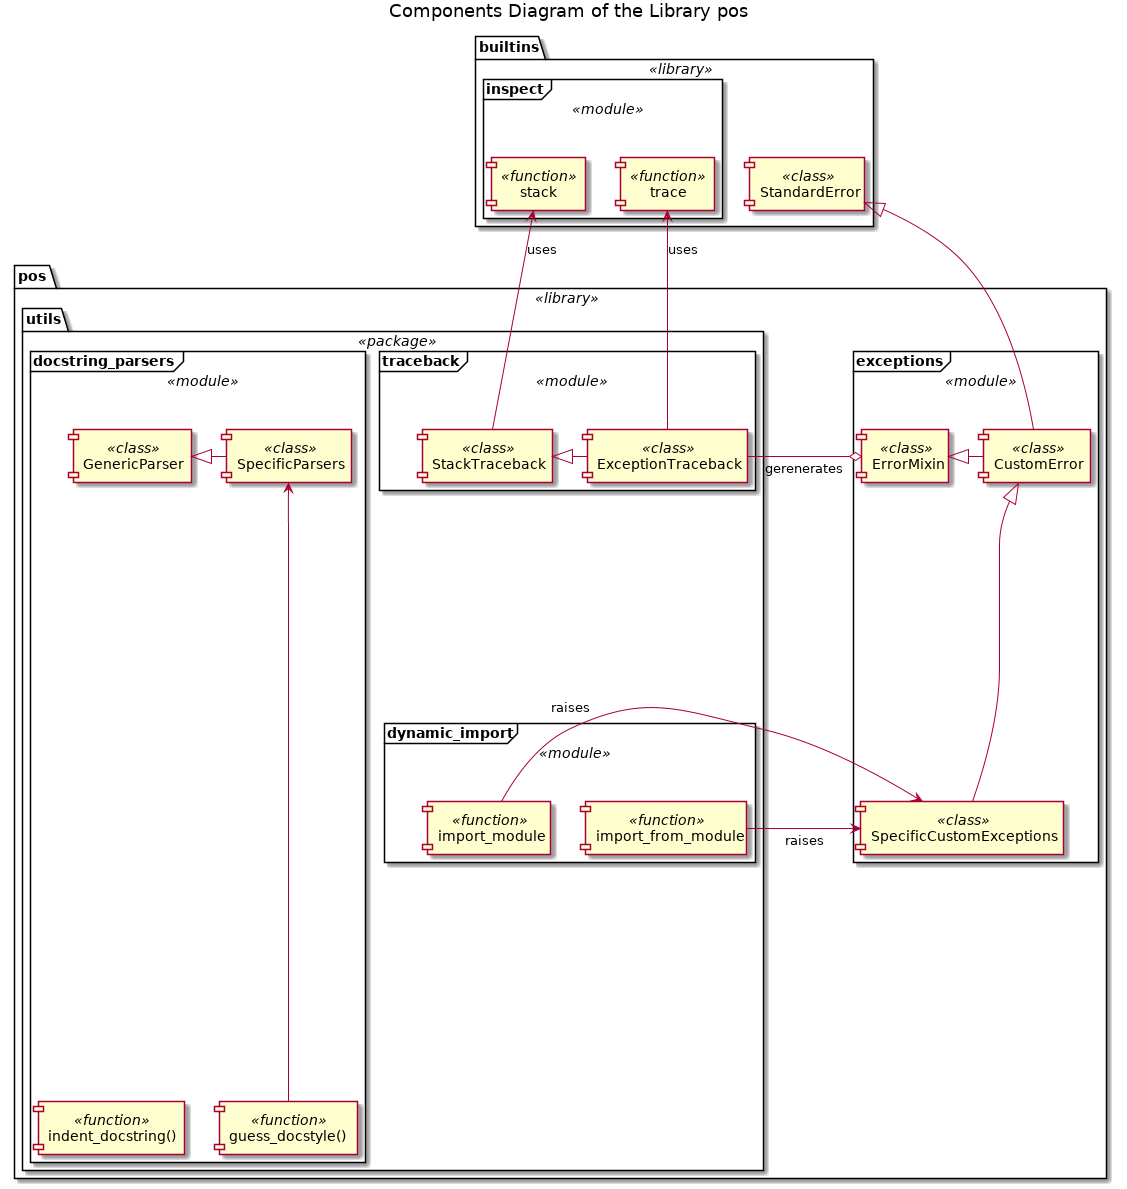 Components Diagram of the Library pos
builtins
«library»
inspect
«module»
«function»
stack
«function»
trace
«class»
StandardError
uses
uses
pos
«library»
utils
«package»
docstring_parsers
«module»
traceback
«module»
exceptions
«module»
«class»
GenericParser
«class»
SpecificParsers
«class»
StackTraceback
«class»
ExceptionTraceback
gerenerates
«class»
ErrorMixin
«class»
CustomError
raises
dynamic_import
«module»
«function»
import_module
«function»
import_from_module
raises
«class»
SpecificCustomExceptions
«function»
indent_docstring()
«function»
guess_docstyle()